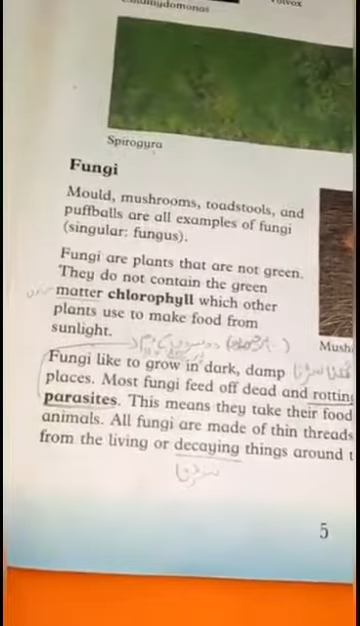 Chlamydomonas
Volvox
Spirogyra
Fungi
Mould, mushrooms, toadstools, and
puffballs are all examples of fungi
(singular: fungus).
Fungi are plants that are not green.
They do not contain the green
matter chlorophyll which other
plants use to make food from
sunlight.
Mush
Fungi like to grow in dark, damp
places. Most fungi feed off dead and rotting
parasites. This means they take their food
animals. All fungi are made of thin threads
from the living or decaying things around t
5